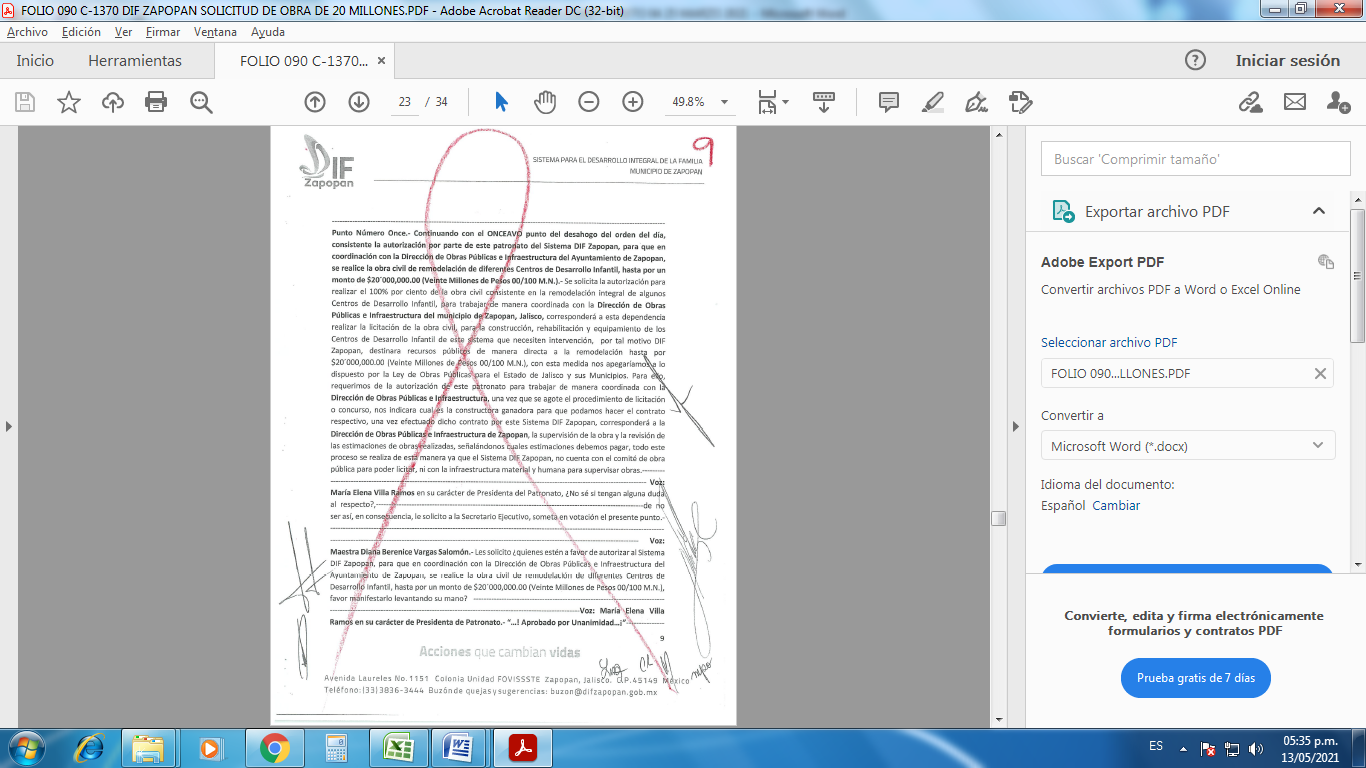 FOLIO 090 C-1370 DIF ZAPOPAN SOLICITUD DE OBRA DE 20 MILLONES.PDF - Adobe Acrobat Reader DC (32-bit)
Archivo Edición Ver Firmar Ventana Ayuda
Inicio Herramientas FOLIO 090 C-1370... × Iniciar sesión
23 / 34 49.8%
DIF
Zapopan
SISTEMA PARA EL DESARROLLO INTEGRAL DE LA FAMILIA
MUNICIPIO DE ZAPOPAN
9
Punto Número Once.- Continuando con el ONCEAVO punto del desahogo del orden del día,
consistente la autorización por parte de este patronato del Sistema DIF Zapopan, para que en
coordinación con la Dirección de Obras Públicas e Infraestructura del Ayuntamiento de Zapopan,
se realice la obra civil de remodelación de diferentes Centros de Desarrollo Infantil, hasta por un
monto de $20´000,000.00 (Veinte Millones de Pesos 00/100 M.N.).- Se solicita la autorización para
realizar el 100% por ciento de la obra civil consistente en la remodelación integral de algunos
Centros de Desarrollo Infantil, para trabajar de manera coordinada con la Dirección de Obras
Públicas e Infraestructura del municipio de Zapopan, Jalisco, corresponderá a esta dependencia
realizar la licitación de la obra civil, para la construcción, rehabilitación y equipamiento de los
Centros de Desarrollo Infantil de este sistema que necesiten intervención, por tal motivo DIF
Zapopan, destinara recursos públicos de manera directa a la remodelación hasta por
$20´000,000.00 (Veinte Millones de Pesos 00/100 M.N.), con esta medida nos apegaríamos a lo
dispuesto por la Ley de Obras Públicas para el Estado de Jalisco y sus Municipios. Para ello,
requerimos de la autorización de este patronato para trabajar de manera coordinada con la
Dirección de Obras Públicas e Infraestructura, una vez que se agote el procedimiento de licitación
o concurso, nos indicara cual es la constructora ganadora para que podamos hacer el contrato
respectivo, una vez efectuado dicho contrato por este Sistema DIF Zapopan, corresponderá a la
Dirección de Obras Públicas e Infraestructura de Zapopan, la supervisión de la obra y la revisión de
las estimaciones de obras realizadas, señalándonos cuales estimaciones debemos pagar, todo este
proceso se realiza de esta manera ya que el Sistema DIF Zapopan, no cuenta con el comité de obra
pública para poder licitar, ni con la infraestructura material y humana para supervisar obras.---------
Voz:
María Elena Villa Ramos en su carácter de Presidenta del Patronato, ¿No sé si tengan alguna duda
al respecto?,---de no
ser así, en consecuencia, le solicito a la Secretario Ejecutivo, someta en votación el presente punto.-
Voz:
Maestra Diana Berenice Vargas Salomón.- Les solicito ¿quienes estén a favor de autorizar al Sistema
DIF Zapopan, para que en coordinación con la Dirección de Obras Públicas e Infraestructura del
Ayuntamiento de Zapopan, se realice la obra civil de remodelación de diferentes Centros de
Desarrollo Infantil, hasta por un monto de $20´000,000.00 (Veinte Millones de Pesos 00/100 M.N.),
favor manifestarlo levantando su mano?
Voz: María Elena Villa
Ramos en su carácter de Presidenta de Patronato.- “...! Aprobado por Unanimidad...¡”
9
Acciones que cambian vidas
Avenida Laureles No. 1151 Colonia Unidad FOVISSSTE Zapopan, Jalisco. C.P. 45149 México
Teléfono: (33) 3836-3444 Buzón de quejas y sugerencias: buzon@difzapopan.gob.mx
Buscar 'Comprimir tamaño'
Exportar archivo PDF
Adobe Export PDF
Convertir archivos PDF a Word o Excel Online
Seleccionar archivo PDF
FOLIO 090...LLONES.PDF
Convertir a
Microsoft Word (*.docx)
Idioma del documento:
Español Cambiar
Convierte, edita y firma electrónicamente
formularios y contratos PDF
Prueba gratis de 7 días
ES
05:35 p.m.
13/05/2021